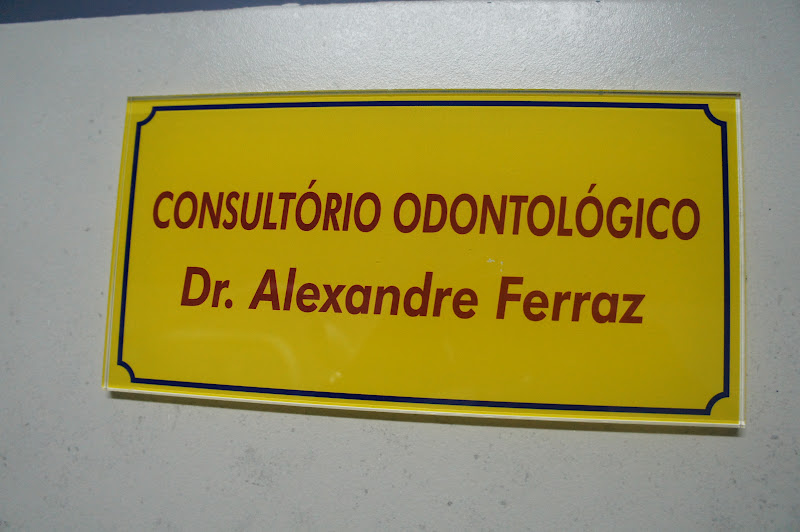 CONSULTÓRIO ODONTOLÓGICO
Dr. Alexandre Ferraz